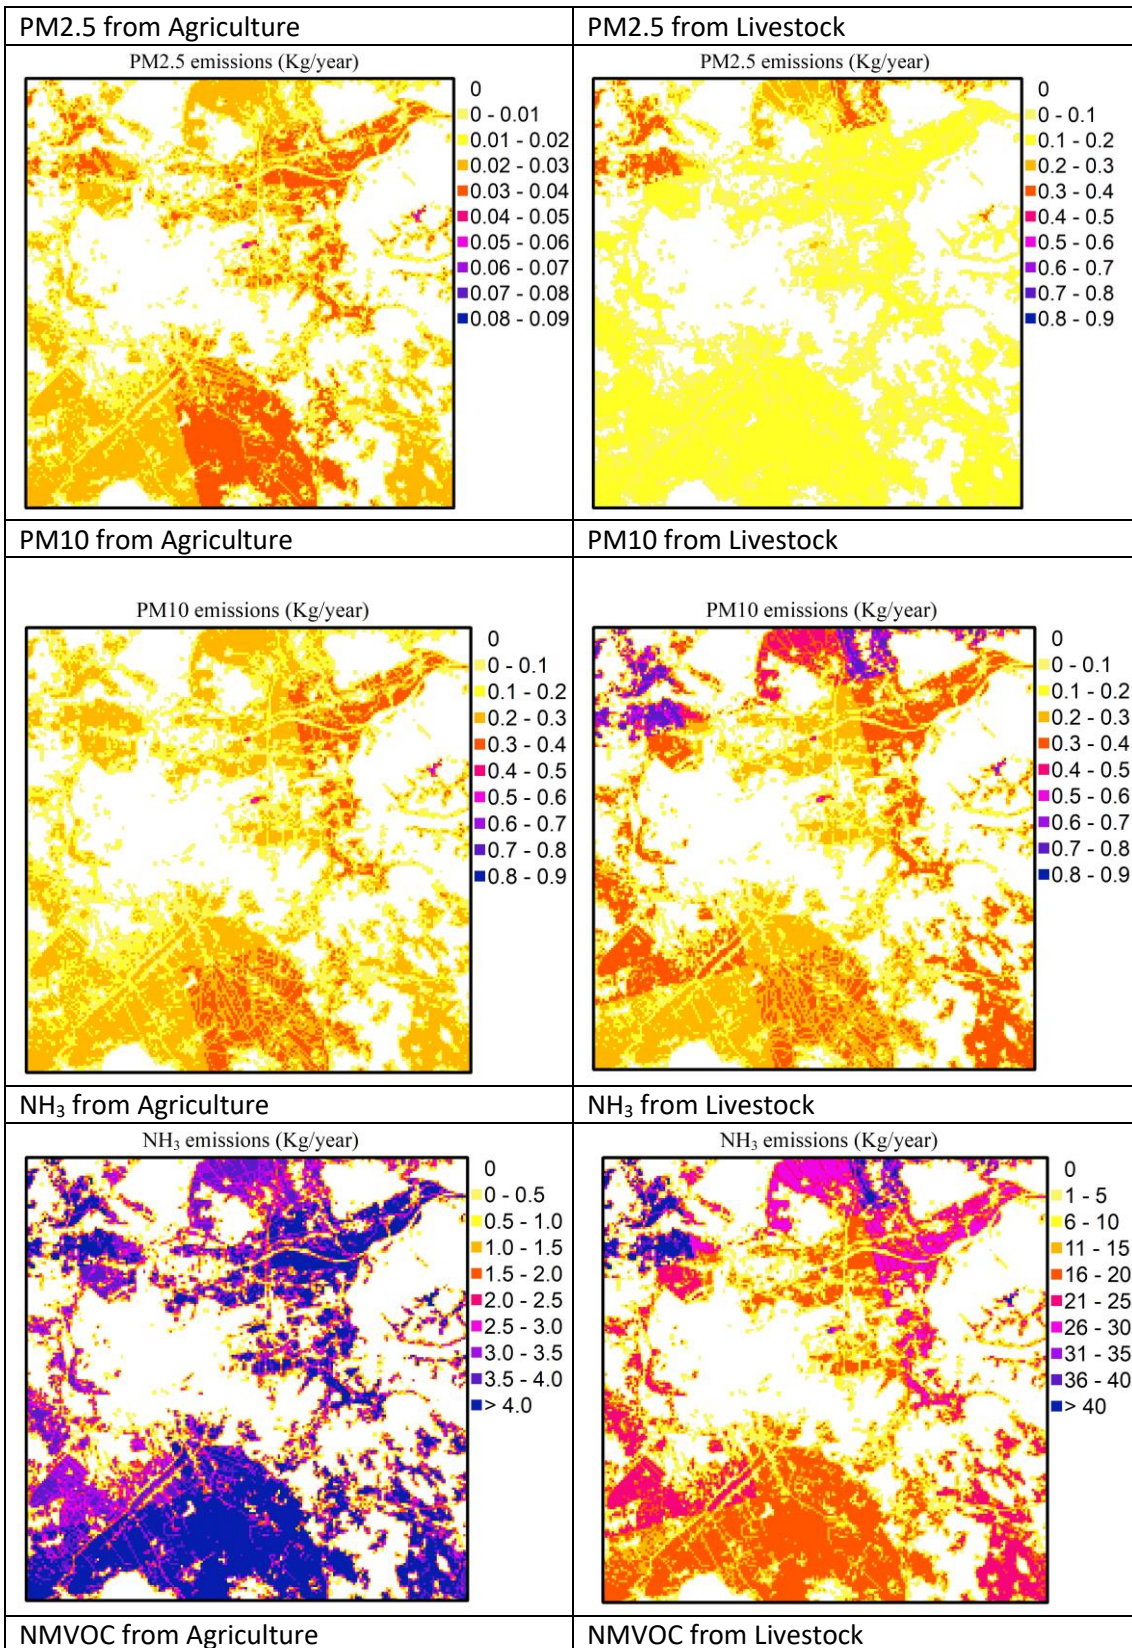 PM2.5 from Agriculture
PM2.5 from Livestock
PM2.5 emissions (Kg/year)
0
0 - 0.01
0.01 - 0.02
0.02 - 0.03
0.03 - 0.04
0.04 - 0.05
0.05 - 0.06
0.06 - 0.07
0.07 - 0.08
0.08 - 0.09
PM2.5 emissions (Kg/year)
0
0 - 0.1
0.1 - 0.2
0.2 - 0.3
0.3 - 0.4
0.4 - 0.5
0.5 - 0.6
0.6 - 0.7
0.7 - 0.8
0.8 - 0.9
PM10 from Agriculture
PM10 from Livestock
PM10 emissions (Kg/year)
0
0 - 0.1
0.1 - 0.2
0.2 - 0.3
0.3 - 0.4
0.4 - 0.5
0.5 - 0.6
0.6 - 0.7
0.7 - 0.8
0.8 - 0.9
PM10 emissions (Kg/year)
0
0 - 0.1
0.1 - 0.2
0.2 - 0.3
0.3 - 0.4
0.4 - 0.5
0.5 - 0.6
0.6 - 0.7
0.7 - 0.8
0.8 - 0.9
NH₃ from Agriculture
NH₃ from Livestock
NH₃ emissions (Kg/year)
0
0 - 0.5
0.5 - 1.0
1.0 - 1.5
1.5 - 2.0
2.0 - 2.5
2.5 - 3.0
3.0 - 3.5
3.5 - 4.0
> 4.0
NH₃ emissions (Kg/year)
0
1 - 5
6 - 10
11 - 15
16 - 20
21 - 25
26 - 30
31 - 35
36 - 40
> 40
NMVOC from Agriculture
NMVOC from Livestock